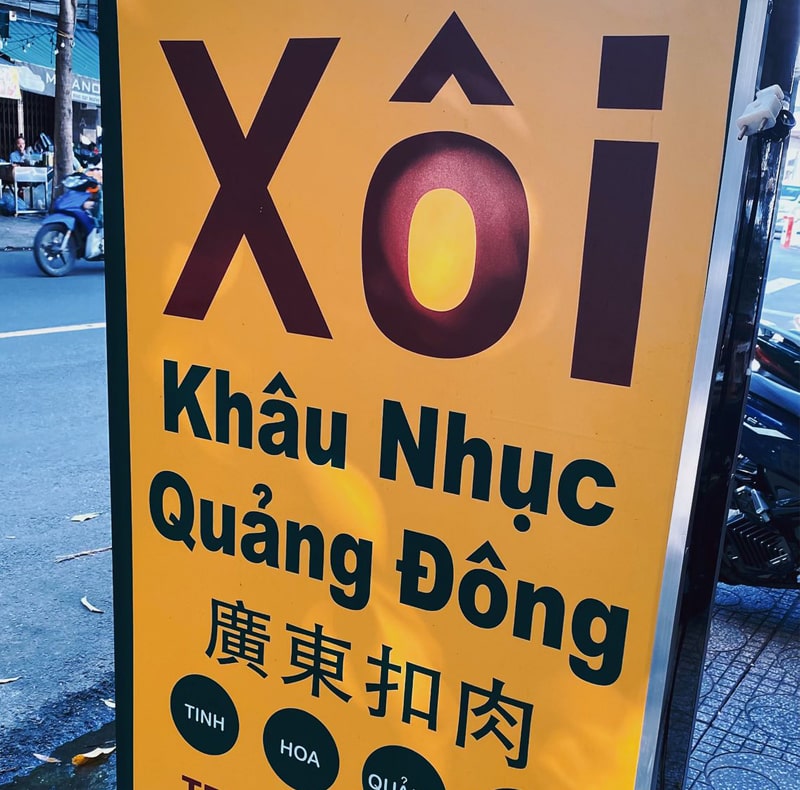 Xôi
Khâu Nhục
Quảng Đông
廣東扣肉
TINH HOA